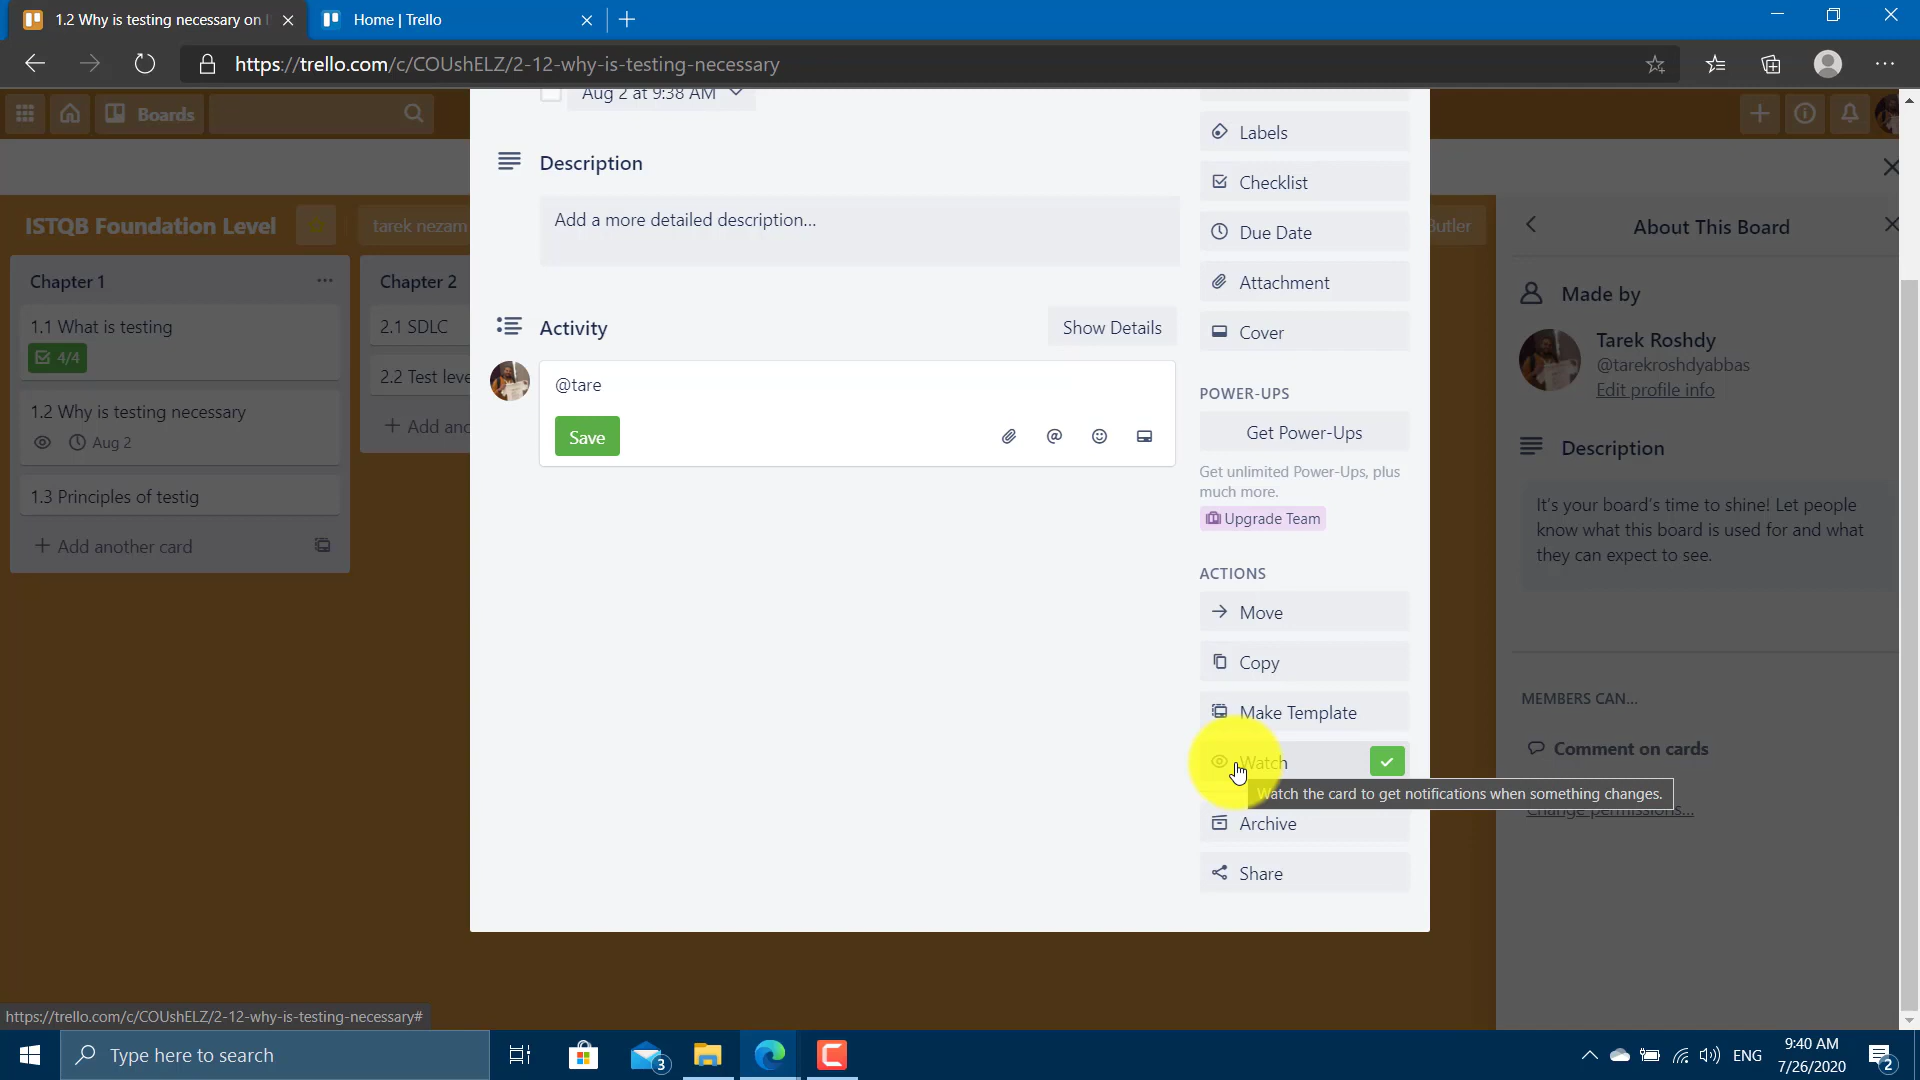 1.2 Why is testing necessary on
Home | Trello
https://trello.com/c/COUshELZ/2-12-why-is-testing-necessary
Boards
Aug 2 at 9:38 AM
Description
Add a more detailed description...
Activity
Show Details
@tare
Save
Labels
Checklist
Due Date
Attachment
Cover
POWER-UPS
Get Power-Ups
Get unlimited Power-Ups, plus
much more.
Upgrade Team
ACTIONS
Move
Copy
Make Template
Watch
Watch the card to get notifications when something changes.
Archive
Share
ISTQB Foundation Level
tarek nezam
Butler
Chapter 1
1.1 What is testing
4/4
1.2 Why is testing necessary
Aug 2
1.3 Principles of testig
Add another card
Chapter 2
2.1 SDLC
2.2 Test leve
Add ano
About This Board
Made by
Tarek Roshdy
@tarekroshdyabbas
Edit profile info
Description
It's your board's time to shine! Let people
know what this board is used for and what
they can expect to see.
MEMBERS CAN...
Comment on cards
Change permissions...
https://trello.com/c/COUshELZ/2-12-why-is-testing-necessary#
Type here to search
3
ENG
9:40 AM
7/26/2020
2